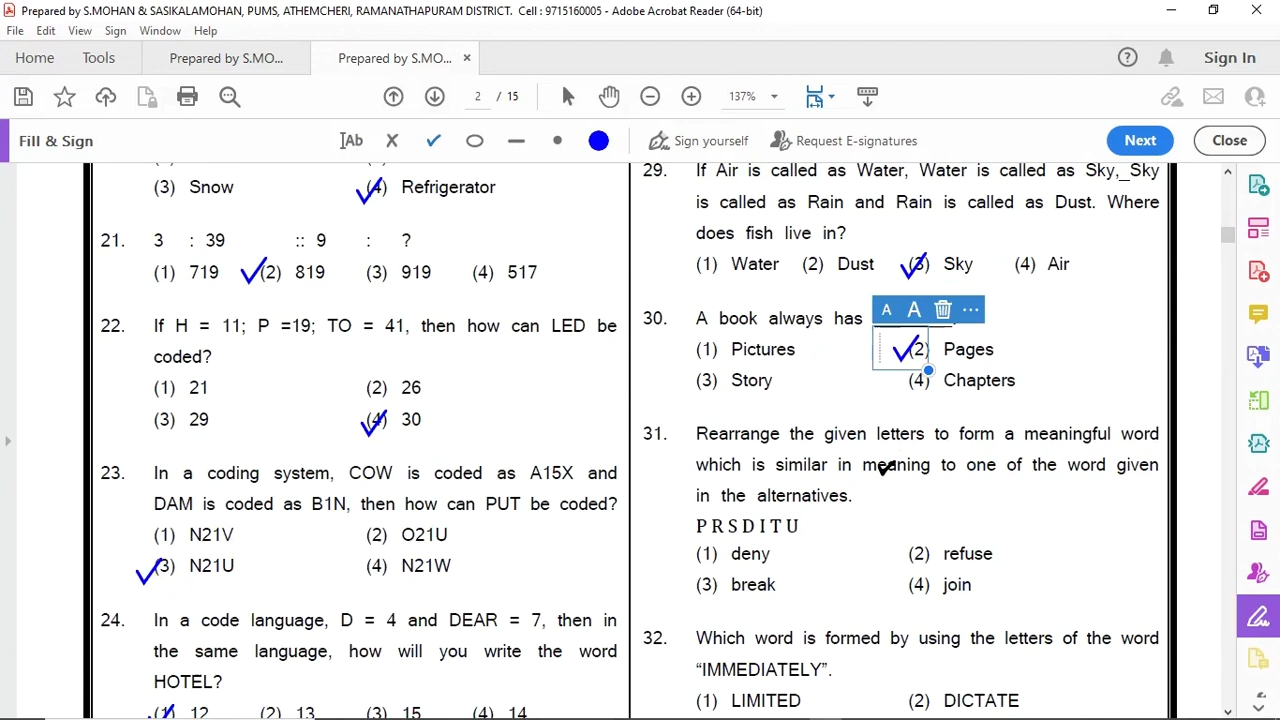 Prepared by S.MOHAN & SASIKALAMOHAN, PUMS, ATHEMCHERI, RAMANATHAPURAM DISTRICT. Cell : 9715160005 - Adobe Acrobat Reader (64-bit)
File Edit View Sign Window Help
Home Tools Prepared by S.MO... Prepared by S.MO... × Sign In
2 / 15 137%
Fill & Sign Ab Sign yourself Request E-signatures Next Close
(3) Snow (4) Refrigerator
21. 3 : 39 :: 9 : ?
(1) 719 (2) 819 (3) 919 (4) 517
22. If H = 11; P =19; TO = 41, then how can LED be
coded?
(1) 21 (2) 26
(3) 29 (4) 30
23. In a coding system, COW is coded as A15X and
DAM is coded as B1N, then how can PUT be coded?
(1) N21V (2) O21U
(3) N21U (4) N21W
24. In a code language, D = 4 and DEAR = 7, then in
the same language, how will you write the word
HOTEL?
(1) 12 (2) 13 (3) 15 (4) 14
29. If Air is called as Water, Water is called as Sky,_Sky
is called as Rain and Rain is called as Dust. Where
does fish live in?
(1) Water (2) Dust (3) Sky (4) Air
A A ...
30. A book always has
(1) Pictures (2) Pages
(3) Story (4) Chapters
31. Rearrange the given letters to form a meaningful word
which is similar in meaning to one of the word given
in the alternatives.
P R S D I T U
(1) deny (2) refuse
(3) break (4) join
32. Which word is formed by using the letters of the word
“IMMEDIATELY”.
(1) LIMITED (2) DICTATE